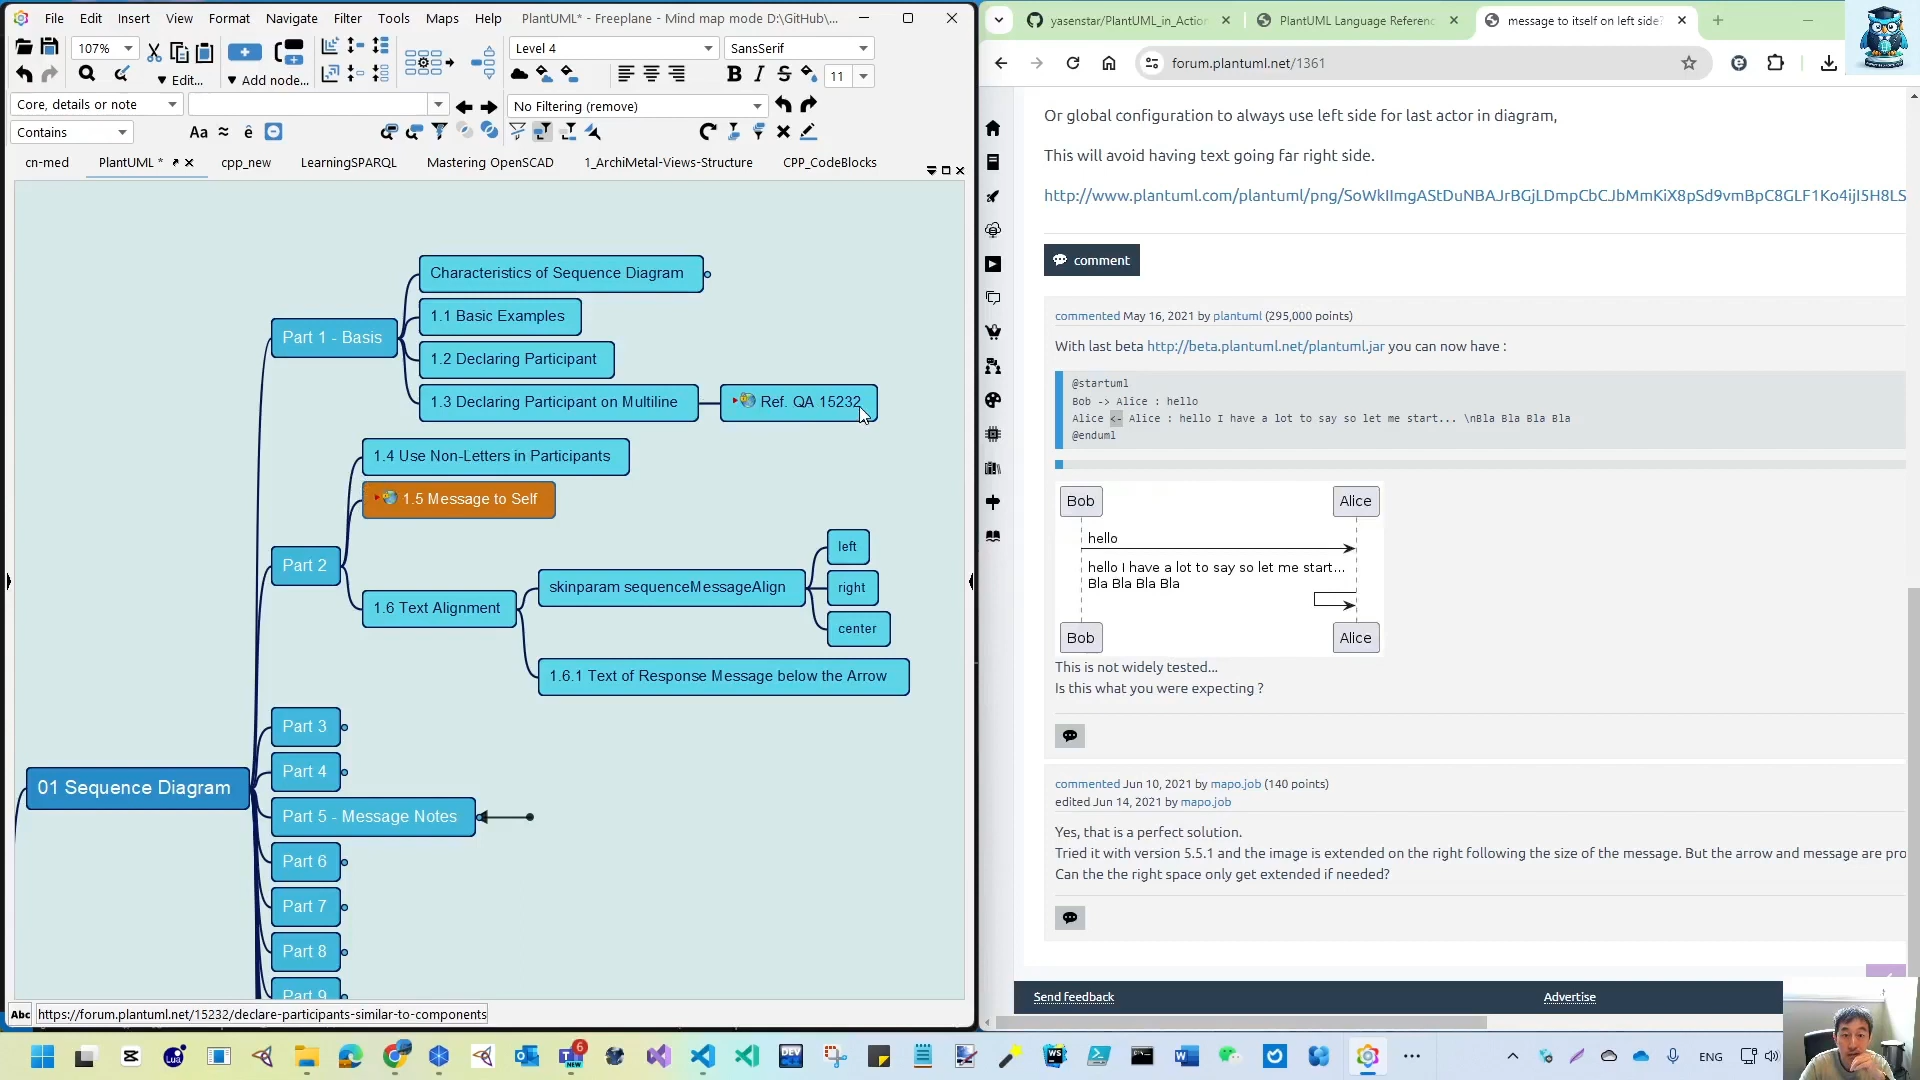 File Edit Insert View Format Navigate Filter Tools Maps Help PlantUML* - Freeplane - Mind map mode D:\GitHub\...
107%
Edit...
Add node...
Level 4
SansSerif
B I S
11
Core, details or note
No Filtering (remove)
Contains
Aa ≈ ê
cn-med PlantUML * cpp_new LearningSPARQL Mastering OpenSCAD 1_ArchiMetal-Views-Structure CPP_CodeBlocks
Characteristics of Sequence Diagram
1.1 Basic Examples
Part 1 - Basis
1.2 Declaring Participant
1.3 Declaring Participant on Multiline
Ref. QA 15232
1.4 Use Non-Letters in Participants
1.5 Message to Self
Part 2
left
skinparam sequenceMessageAlign
right
1.6 Text Alignment
center
1.6.1 Text of Response Message below the Arrow
Part 3
Part 4
01 Sequence Diagram
Part 5 - Message Notes
Part 6
Part 7
Part 8
Part 9
Abc
https://forum.plantuml.net/15232/declare-participants-similar-to-components
yasenstar/PlantUML_in_Action
PlantUML Language Referenc
message to itself on left side?
forum.plantuml.net/1361
Or global configuration to always use left side for last actor in diagram,
This will avoid having text going far right side.
http://www.plantuml.com/plantuml/png/SoWkIImgAStDuNBAJrBGjLDmpCbCJbMmKiX8pSd9vmBpC8GLF1Ko4ijI5H8LS
comment
commented May 16, 2021 by plantuml (295,000 points)
With last beta http://beta.plantuml.net/plantuml.jar you can now have :
@startuml
Bob -> Alice : hello
Alice <- Alice : hello I have a lot to say so let me start... \nBla Bla Bla Bla
@enduml
Bob Alice
hello
hello I have a lot to say so let me start...
Bla Bla Bla Bla
Bob Alice
This is not widely tested...
Is this what you were expecting ?
commented Jun 10, 2021 by mapo.job (140 points)
edited Jun 14, 2021 by mapo.job
Yes, that is a perfect solution.
Tried it with version 5.5.1 and the image is extended on the right following the size of the message. But the arrow and message are pro
Can the the right space only get extended if needed?
Send feedback
Advertise
6
NEW
DEV
WS
W
ENG